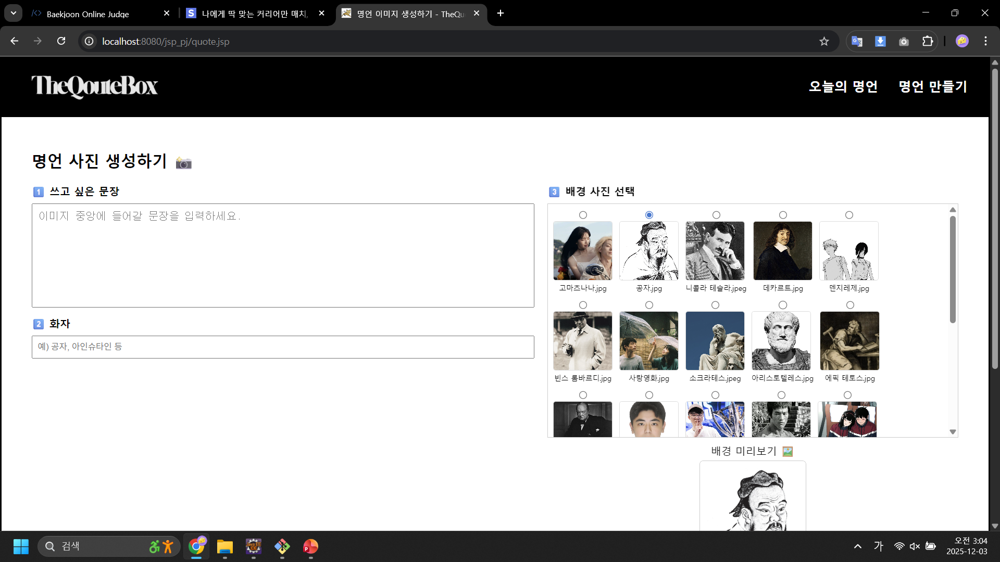 Baekjoon Online Judge
나에게 딱 맞는 커리어만 매치,
명언 이미지 생성하기 - TheQu
localhost:8080/jsp_pj/quote.jsp
TheQouteBox
오늘의 명언
명언 만들기
명언 사진 생성하기 📸
1️⃣ 쓰고 싶은 문장
이미지 중앙에 들어갈 문장을 입력하세요.
2️⃣ 화자
예) 공자, 아인슈타인 등
3️⃣ 배경 사진 선택
고마츠나나.jpg
공자.jpg
니콜라 테슬라.jpeg
데카르트.jpg
덴지레제.jpg
빈스 롬바르디.jpg
사랑영화.jpg
소크라테스.jpeg
아리스토텔레스.jpg
에픽 테토스.jpg
배경 미리보기 🖼️
검색
Java EE
IDE
가
오전 3:04
2025-12-03